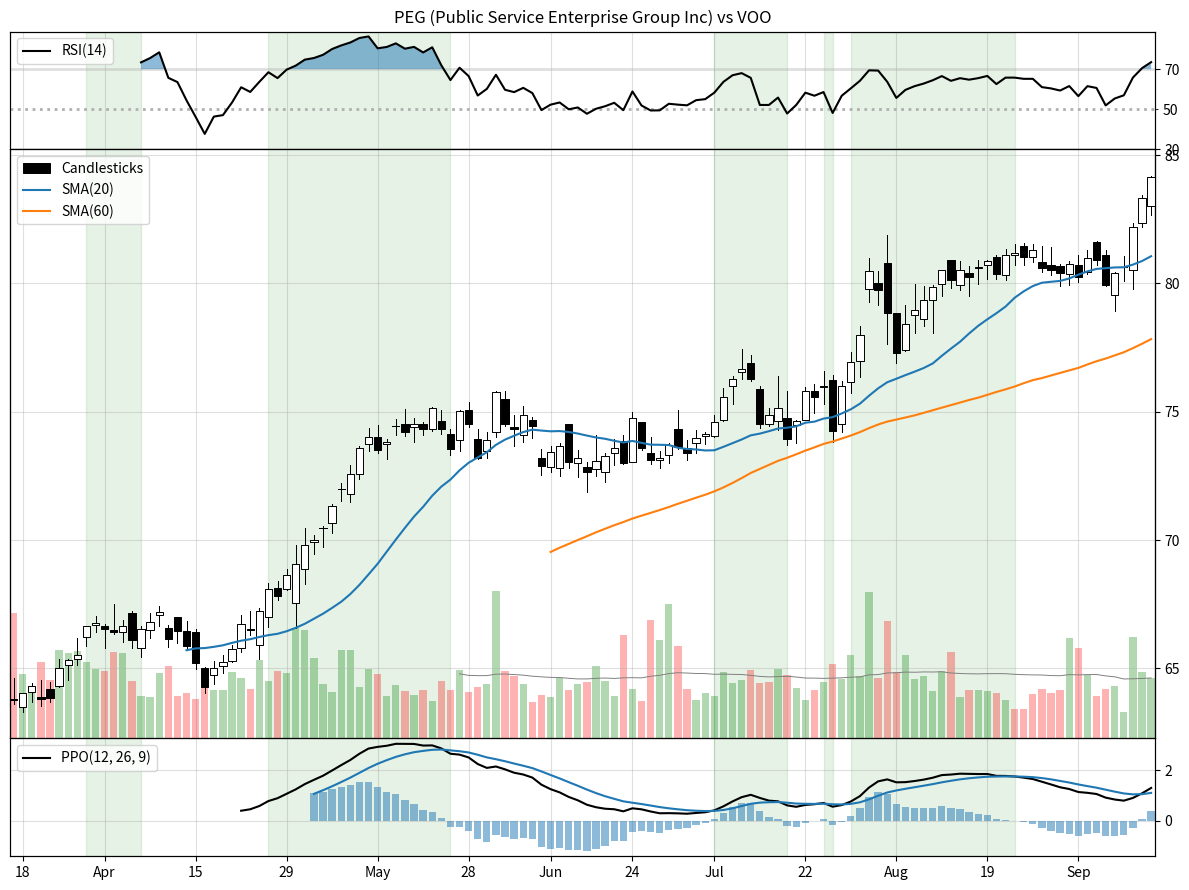 PEG (Public Service Enterprise Group Inc) vs VOO
RSI(14)
70
50
30
Candlesticks
SMA(20)
SMA(60)
85
80
75
70
65
PPO(12, 26, 9)
2
0
18 Apr 15 29 May 28 Jun 24 Jul 22 Aug 19 Sep